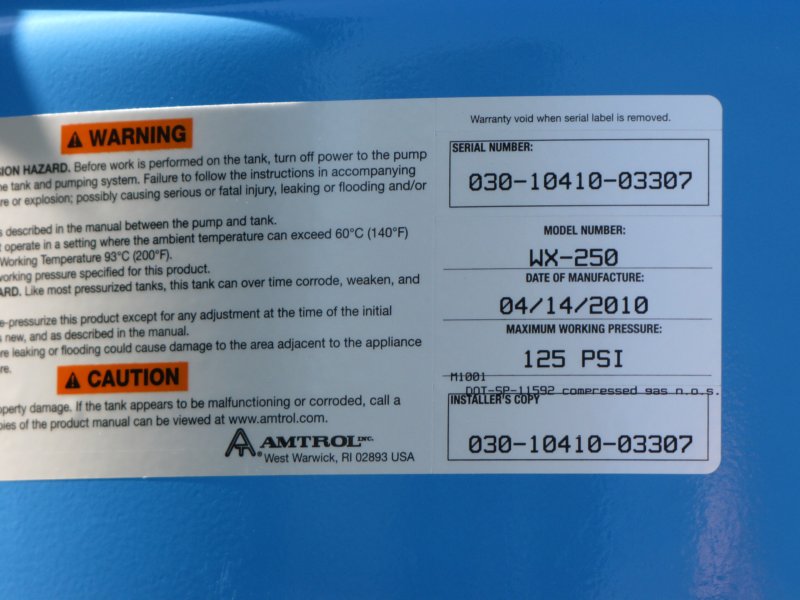 WARNING
ION HAZARD. Before work is performed on the tank, turn off power to the pump
tank and pumping system. Failure to follow the instructions in accompanying
re or explosion; possibly causing serious or fatal injury, leaking or flooding and/or
s described in the manual between the pump and tank.
operate in a setting where the ambient temperature can exceed 60°C (140°F)
Working Temperature 93°C (200°F).
working pressure specified for this product.
ARD. Like most pressurized tanks, this tank can over time corrode, weaken, and
e-pressurize this product except for any adjustment at the time of the initial
s new, and as described in the manual.
re leaking or flooding could cause damage to the area adjacent to the appliance
re.
CAUTION
operty damage. If the tank appears to be malfunctioning or corroded, call a
pies of the product manual can be viewed at www.amtrol.com.
AMTROL INC.
West Warwick, RI 02893 USA
Warranty void when serial label is removed.
SERIAL NUMBER:
030-10410-03307
MODEL NUMBER:
WX-250
DATE OF MANUFACTURE:
04/14/2010
MAXIMUM WORKING PRESSURE:
125 PSI
M1001
DOT-SP-11592 compressed gas n.o.s.
INSTALLER'S COPY
030-10410-03307